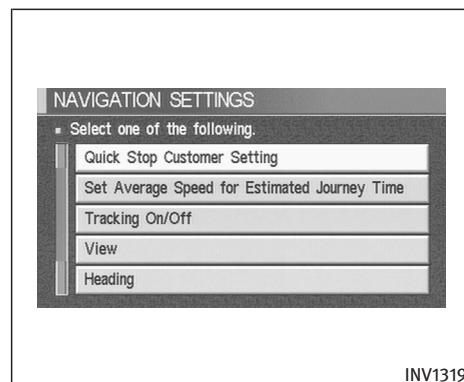 NAVIGATION SETTINGS
Select one of the following.
Quick Stop Customer Setting
Set Average Speed for Estimated Journey Time
Tracking On/Off
View
Heading
INV1319